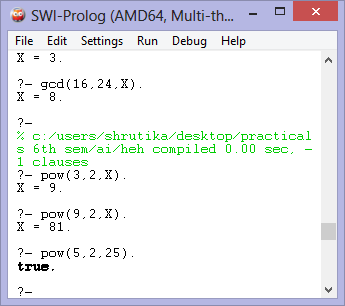 SWI-Prolog (AMD64, Multi-th...
File Edit Settings Run Debug Help
X = 3.
?- gcd(16,24,X).
X = 8.
?-
% c:/users/shrutika/desktop/practical
s 6th sem/ai/heh compiled 0.00 sec, -
1 clauses
?- pow(3,2,X).
X = 9.
?- pow(9,2,X).
X = 81.
?- pow(5,2,25).
true.
?-